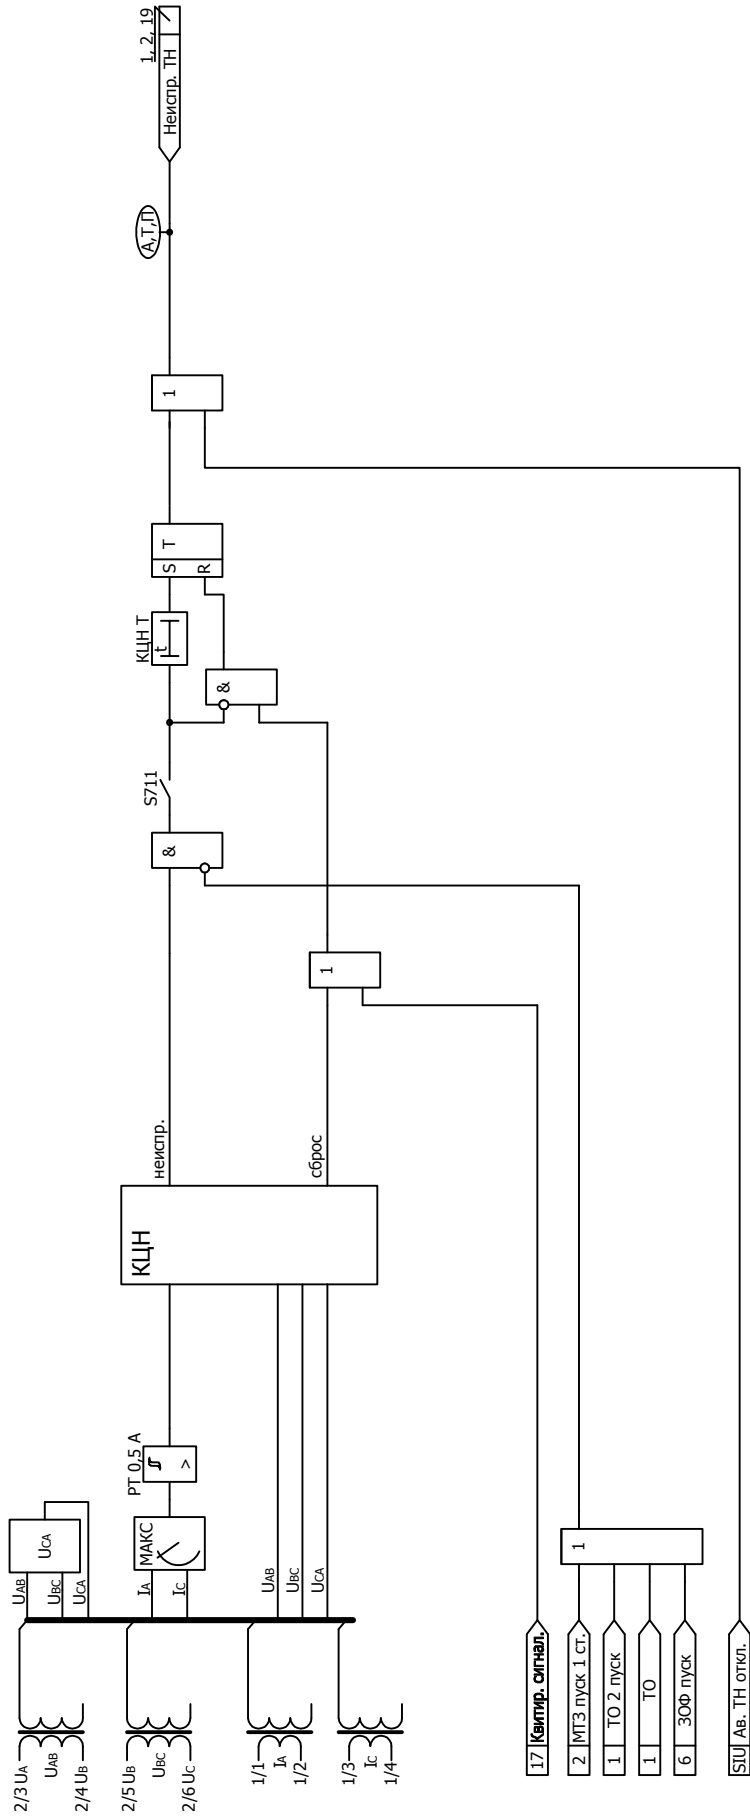 2/3 UA
UAB
2/4 UB
2/5 UB
UBC
2/6 UC
1/1
IA
1/2
1/3
IC
1/4
UAB
UBC
UCA
UCA
IA
IC
МАКС
РТ 0,5 А
>
UAB
UBC
UCA
КЦН
неиспр.
сброс
17 Квитир. сигнал.
2 МТЗ пуск 1 ст.
1 ТО 2 пуск
1 ТО
6 ЗОФ пуск
SIU Ав. ТН откл.
1
1
&
S711
&
КЦН Т
t
S T
R
1
А,Т,П
Неиспр. ТН
1, 2, 19